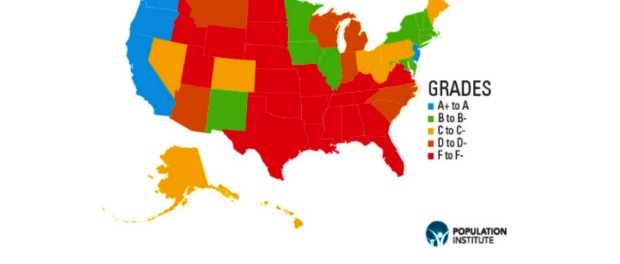 GRADES
A+ to A
B to B-
C to C-
D to D-
F to F-
POPULATION
INSTITUTE